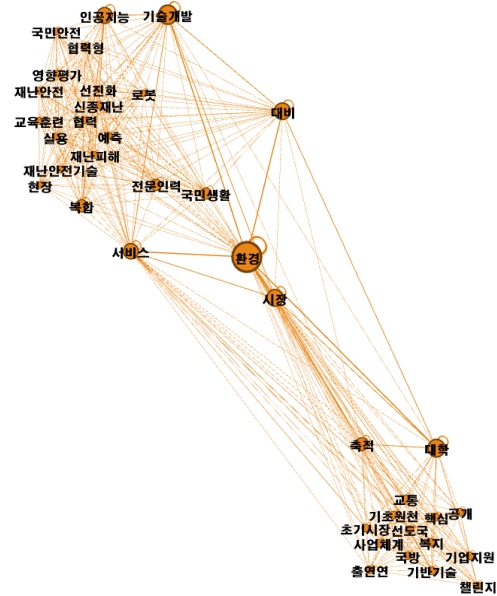 인공지능
기술개발
국민안전
협력형
영향평가
재난안전
선진화
로봇
신종재난
대비
교육훈련
협력
실용
예측
재난피해
재난안전기술
현장
전문인력
국민생활
복합
서비스
환경
시장
축적
대학
교통
기초원천
핵심
공개
초기시장
선도국
사업체계
복지
국방
기업지원
출연연
기반기술
챌린지